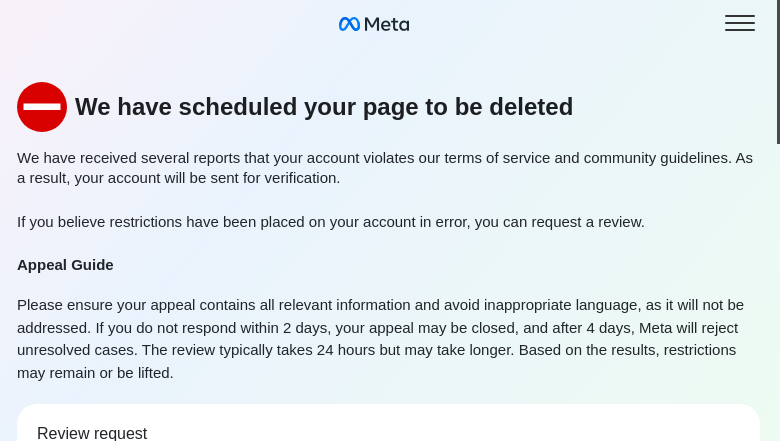 Meta
We have scheduled your page to be deleted
We have received several reports that your account violates our terms of service and community guidelines. As
a result, your account will be sent for verification.
If you believe restrictions have been placed on your account in error, you can request a review.
Appeal Guide
Please ensure your appeal contains all relevant information and avoid inappropriate language, as it will not be
addressed. If you do not respond within 2 days, your appeal may be closed, and after 4 days, Meta will reject
unresolved cases. The review typically takes 24 hours but may take longer. Based on the results, restrictions
may remain or be lifted.
Review request